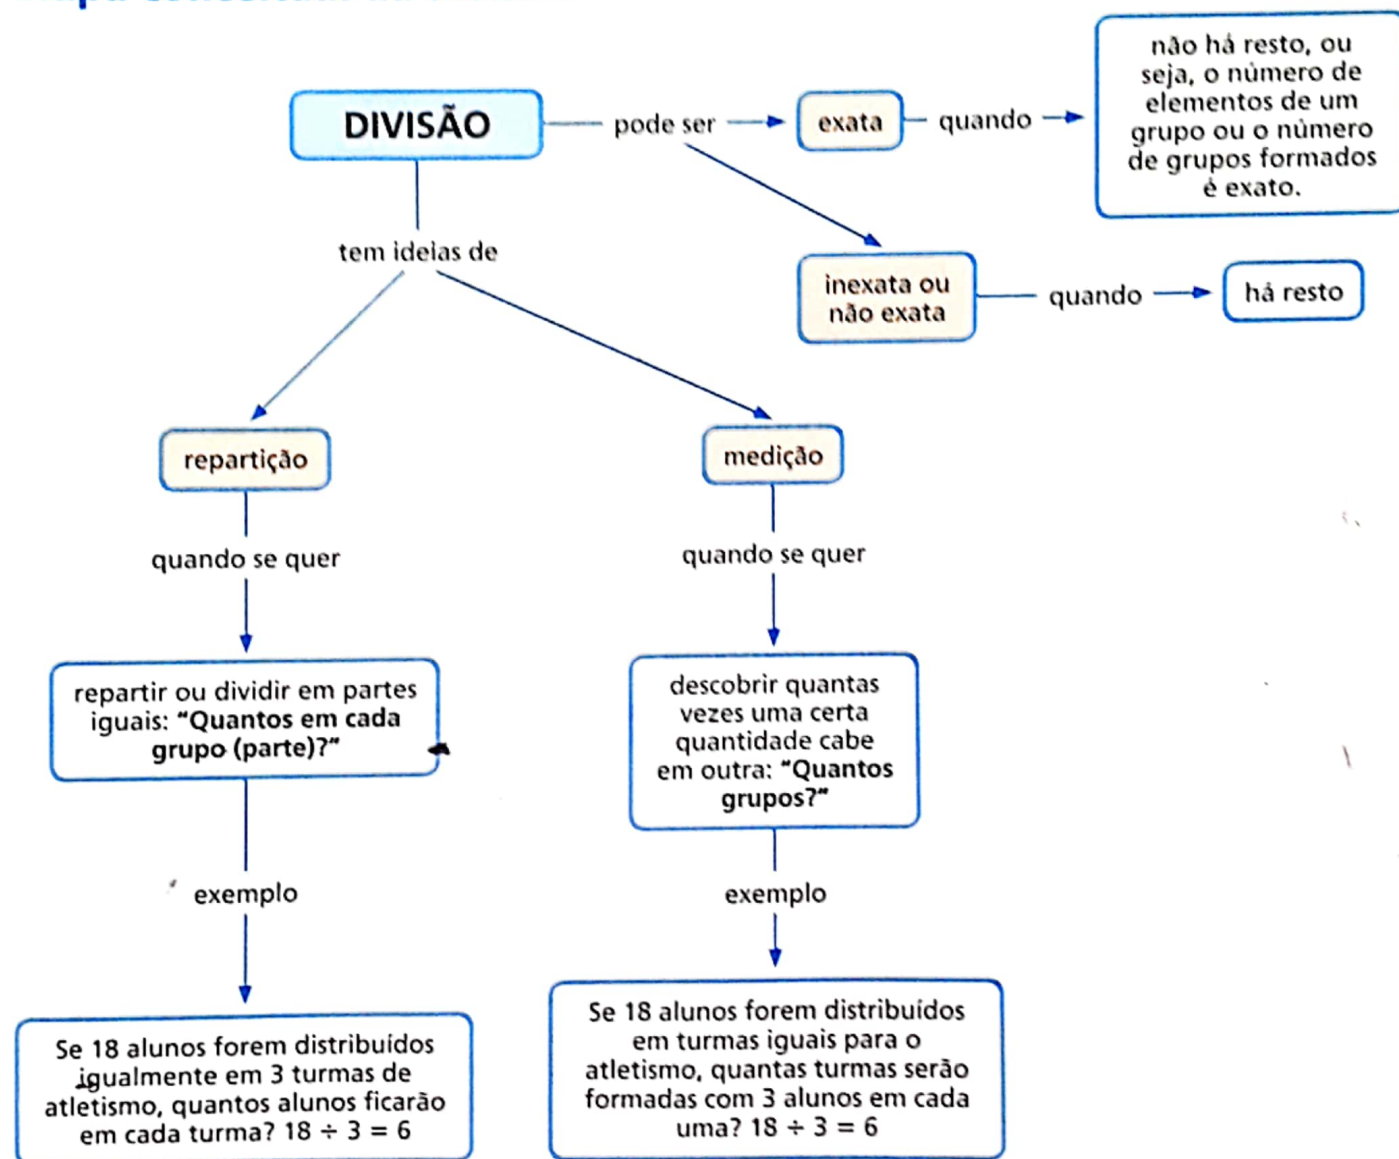 DIVISÃO
pode ser
exata
quando
não há resto, ou
seja, o número de
elementos de um
grupo ou o número
de grupos formados
é exato.
inexata ou
não exata
quando
há resto
tem ideias de
repartição
quando se quer
repartir ou dividir em partes
iguais: “Quantos em cada
grupo (parte)?”
exemplo
Se 18 alunos forem distribuídos
igualmente em 3 turmas de
atletismo, quantos alunos ficarão
em cada turma? 18 ÷ 3 = 6
medição
quando se quer
descobrir quantas
vezes uma certa
quantidade cabe
em outra: “Quantos
grupos?”
exemplo
Se 18 alunos forem distribuídos
em turmas iguais para o
atletismo, quantas turmas serão
formadas com 3 alunos em cada
uma? 18 ÷ 3 = 6